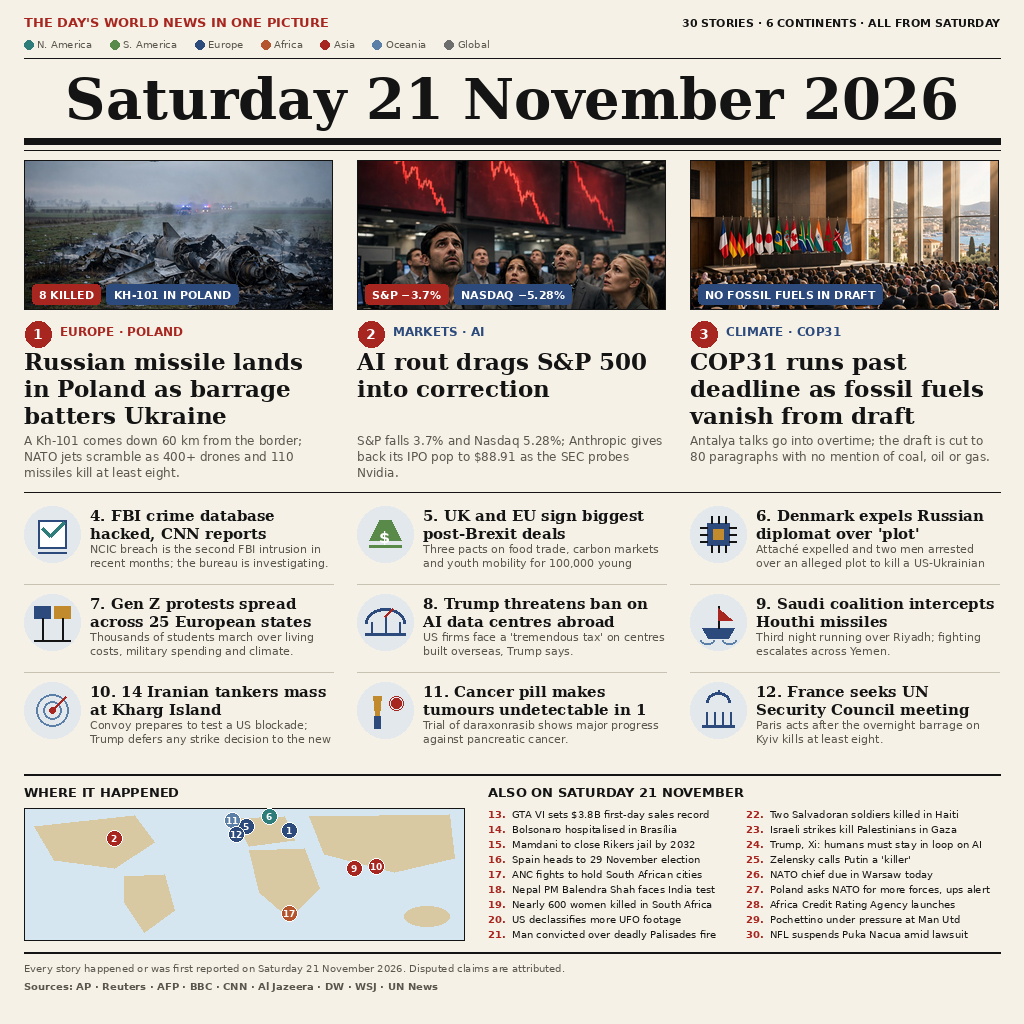 THE DAY'S WORLD NEWS IN ONE PICTURE
30 STORIES · 6 CONTINENTS · ALL FROM SATURDAY
N. America S. America Europe Africa Asia Oceania Global
Saturday 21 November 2026
8 KILLED
KH-101 IN POLAND
S&P −3.7%
NASDAQ −5.28%
NO FOSSIL FUELS IN DRAFT
1 EUROPE · POLAND
Russian missile lands
in Poland as barrage
batters Ukraine
A Kh-101 comes down 60 km from the border;
NATO jets scramble as 400+ drones and 110
missiles kill at least eight.
2 MARKETS · AI
AI rout drags S&P 500
into correction
S&P falls 3.7% and Nasdaq 5.28%; Anthropic gives
back its IPO pop to $88.91 as the SEC probes
Nvidia.
3 CLIMATE · COP31
COP31 runs past
deadline as fossil fuels
vanish from draft
Antalya talks go into overtime; the draft is cut to
80 paragraphs with no mention of coal, oil or gas.
4. FBI crime database
hacked, CNN reports
NCIC breach is the second FBI intrusion in
recent months; the bureau is investigating.
$
5. UK and EU sign biggest
post-Brexit deals
Three pacts on food trade, carbon markets
and youth mobility for 100,000 young
6. Denmark expels Russian
diplomat over 'plot'
Attaché expelled and two men arrested
over an alleged plot to kill a US-Ukrainian
7. Gen Z protests spread
across 25 European states
Thousands of students march over living
costs, military spending and climate.
8. Trump threatens ban on
AI data centres abroad
US firms face a 'tremendous tax' on centres
built overseas, Trump says.
9. Saudi coalition intercepts
Houthi missiles
Third night running over Riyadh; fighting
escalates across Yemen.
10. 14 Iranian tankers mass
at Kharg Island
Convoy prepares to test a US blockade;
Trump defers any strike decision to the new
11. Cancer pill makes
tumours undetectable in 1
Trial of daraxonrasib shows major progress
against pancreatic cancer.
12. France seeks UN
Security Council meeting
Paris acts after the overnight barrage on
Kyiv kills at least eight.
WHERE IT HAPPENED
2
11
5
12
6
1
9
10
17
ALSO ON SATURDAY 21 NOVEMBER
13. GTA VI sets $3.8B first-day sales record
14. Bolsonaro hospitalised in Brasília
15. Mamdani to close Rikers jail by 2032
16. Spain heads to 29 November election
17. ANC fights to hold South African cities
18. Nepal PM Balendra Shah faces India test
19. Nearly 600 women killed in South Africa
20. US declassifies more UFO footage
21. Man convicted over deadly Palisades fire
22. Two Salvadoran soldiers killed in Haiti
23. Israeli strikes kill Palestinians in Gaza
24. Trump, Xi: humans must stay in loop on AI
25. Zelensky calls Putin a 'killer'
26. NATO chief due in Warsaw today
27. Poland asks NATO for more forces, ups alert
28. Africa Credit Rating Agency launches
29. Pochettino under pressure at Man Utd
30. NFL suspends Puka Nacua amid lawsuit
Every story happened or was first reported on Saturday 21 November 2026. Disputed claims are attributed.
Sources: AP · Reuters · AFP · BBC · CNN · Al Jazeera · DW · WSJ · UN News